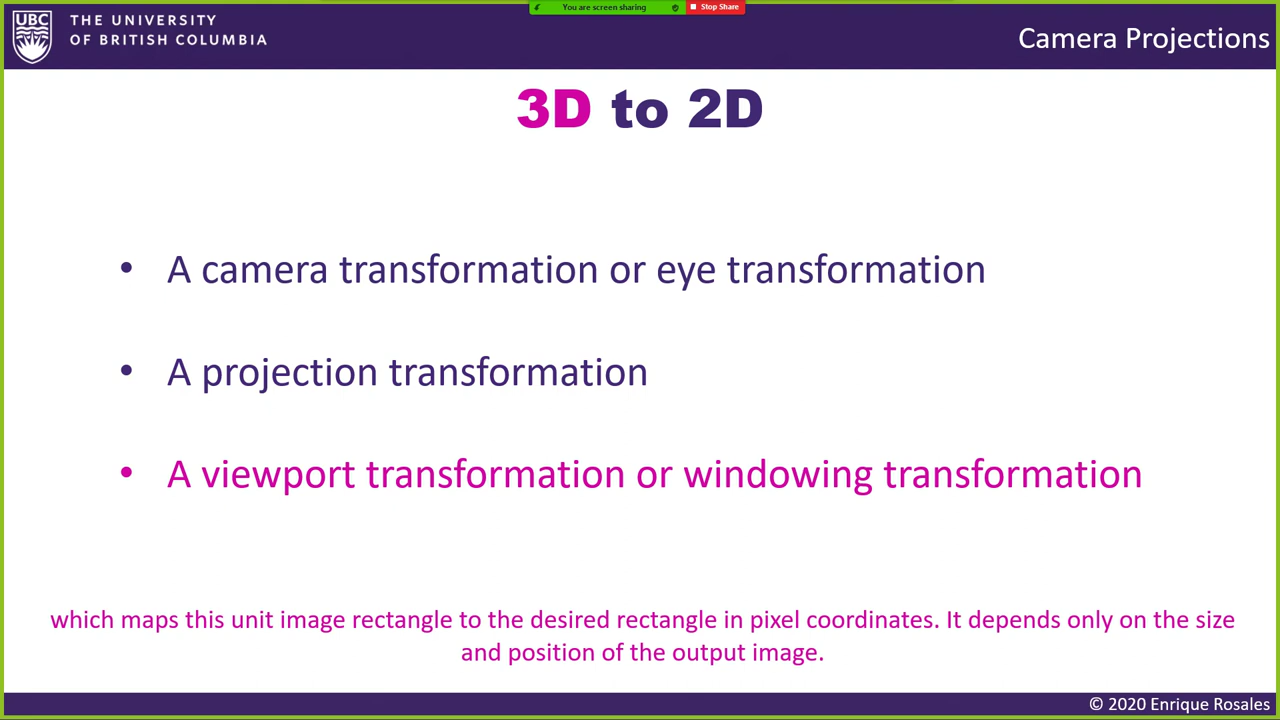 You are screen sharing
Stop Share
UBC
THE UNIVERSITY
OF BRITISH COLUMBIA
Camera Projections
3D to 2D
• A camera transformation or eye transformation
• A projection transformation
• A viewport transformation or windowing transformation
which maps this unit image rectangle to the desired rectangle in pixel coordinates. It depends only on the size
and position of the output image.
© 2020 Enrique Rosales